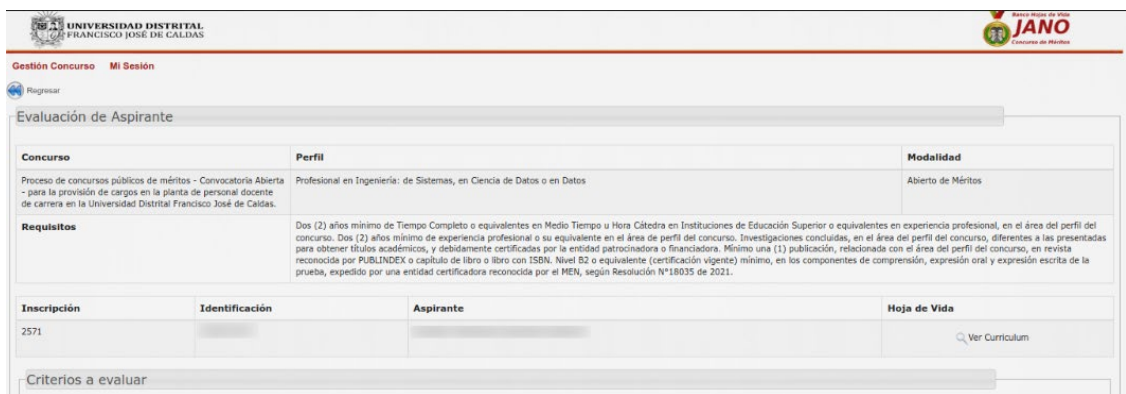 UNIVERSIDAD DISTRITAL
FRANCISCO JOSÉ DE CALDAS
Banco Hojas de Vida
JANO
Concurso de Méritos
Gestión Concurso Mi Sesión
Regresar
Evaluación de Aspirante
Concurso Perfil Modalidad
Proceso de concursos públicos de méritos - Convocatoria Abierta
- para la provisión de cargos en la planta de personal docente
de carrera en la Universidad Distrital Francisco José de Caldas.
Profesional en Ingeniería: de Sistemas, en Ciencia de Datos o en Datos
Abierto de Méritos
Requisitos
Dos (2) años mínimo de Tiempo Completo o equivalentes en Medio Tiempo u Hora Cátedra en Instituciones de Educación Superior o equivalentes en experiencia profesional, en el área del perfil del
concurso. Dos (2) años mínimo de experiencia profesional o su equivalente en el área de perfil del concurso. Investigaciones concluidas, en el área del perfil del concurso, diferentes a las presentadas
para obtener títulos académicos, y debidamente certificadas por la entidad patrocinadora o financiadora. Mínimo una (1) publicación, relacionada con el área del perfil del concurso, en revista
reconocida por PUBLINDEX o capítulo de libro o libro con ISBN. Nivel B2 o equivalente (certificación vigente) mínimo, en los componentes de comprensión, expresión oral y expresión escrita de la
prueba, expedido por una entidad certificadora reconocida por el MEN, según Resolución N°18035 de 2021.
Inscripción Identificación Aspirante Hoja de Vida
2571
Ver Curriculum
Criterios a evaluar